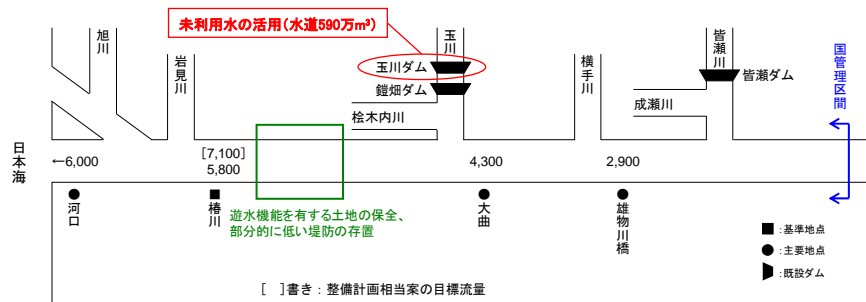 未利用水の活用(水道590万m³)
旭川
岩見川
玉川
玉川ダム
鎧畑ダム
桧木内川
横手川
皆瀬川
皆瀬ダム
成瀬川
国管理区間
日本海
←6,000
[7,100]
5,800
4,300
2,900
河口
椿川
遊水機能を有する土地の保全、
部分的に低い堤防の存置
大曲
雄物川橋
■:基準地点
●:主要地点
:既設ダム
[ ]書き:整備計画相当案の目標流量